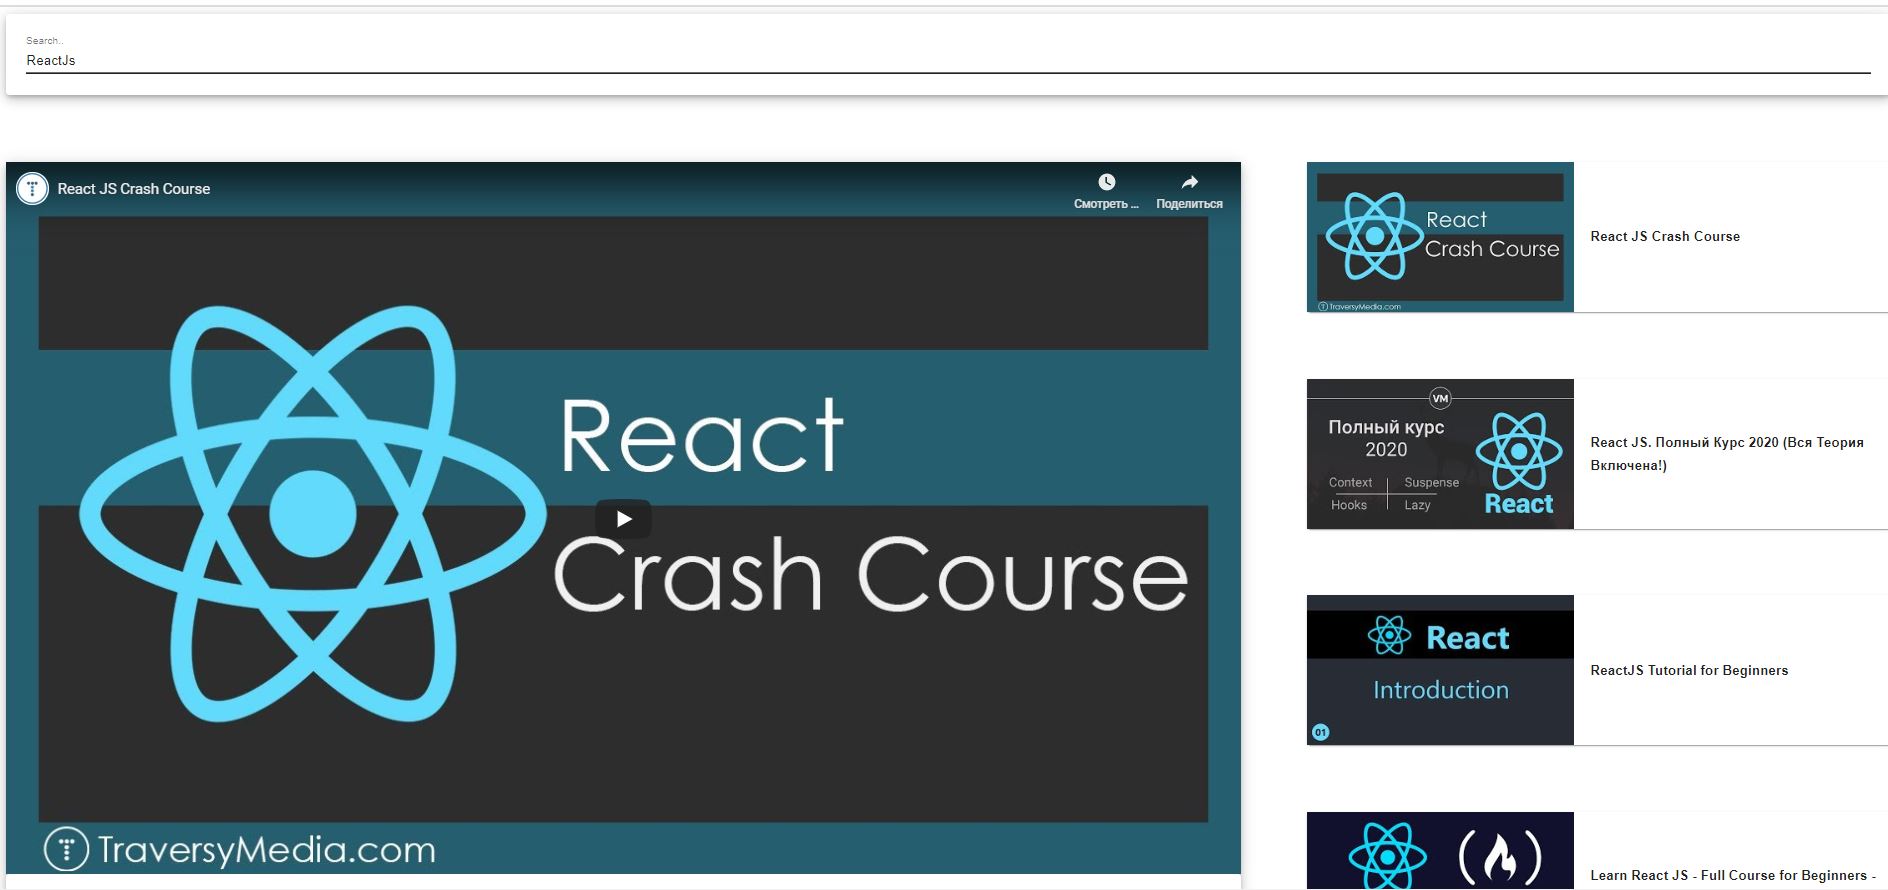 Search..
ReactJs
React JS Crash Course
Смотреть ...
Поделиться
React
Crash Course
TraversyMedia.com
React
Crash Course
TraversyMedia.com
React JS Crash Course
VM
Полный курс
2020
Context Suspense
Hooks Lazy
React
React JS. Полный Курс 2020 (Вся Теория
Включена!)
React
Introduction
01
ReactJS Tutorial for Beginners
Learn React JS - Full Course for Beginners -